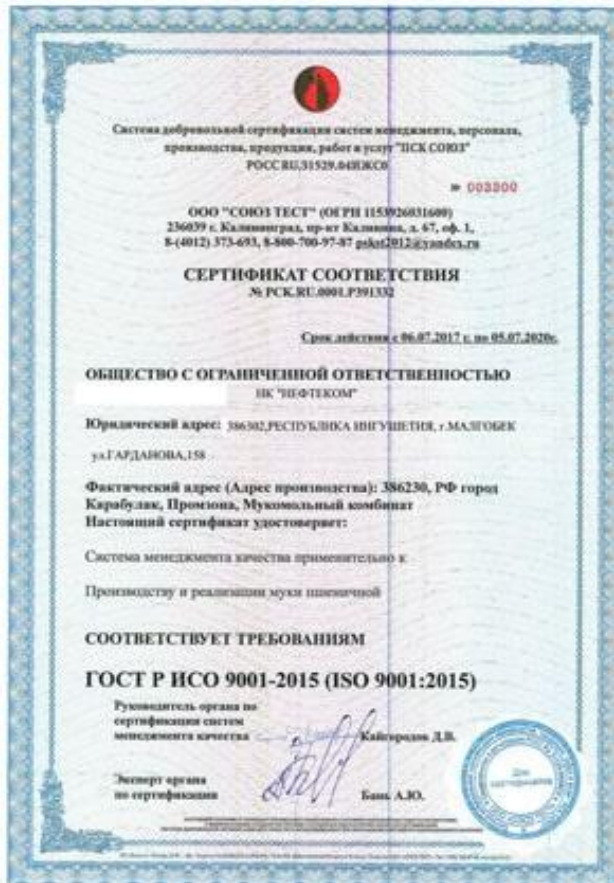 Система добровольной сертификации систем менеджмента, персонала,
производства, продукции, работ и услуг "ПСК СОЮЗ"
РОСС RU.31529.04ИЖС0
№ 003300
ООО "СОЮЗ ТЕСТ" (ОГРН 1153926031600)
236039 г. Калининград, пр-кт Калинина, д. 67, оф. 1,
8-(4012) 373-693, 8-800-700-97-87 pskst2012@yandex.ru
СЕРТИФИКАТ СООТВЕТСТВИЯ
№ РСК.RU.0001.Р391332
Срок действия с 06.07.2017 г. по 05.07.2020г.
ОБЩЕСТВО С ОГРАНИЧЕННОЙ ОТВЕТСТВЕННОСТЬЮ
НК "НЕФТЕКОМ"
Юридический адрес: 386302,РЕСПУБЛИКА ИНГУШЕТИЯ, г.МАЛГОБЕК
ул.ГАРДАНОВА,158
Фактический адрес (Адрес производства): 386230, РФ город
Карабулак, Промзона, Мукомольный комбинат
Настоящий сертификат удостоверяет:
Система менеджмента качества применительно к
Производству и реализации муки пшеничной
СООТВЕТСТВУЕТ ТРЕБОВАНИЯМ
ГОСТ Р ИСО 9001-2015 (ISO 9001:2015)
Руководитель органа по
сертификации систем
менеджмента качества Кайгородов Д.В.
Эксперт органа
по сертификации Бань А.Ю.
Для
сертификатов